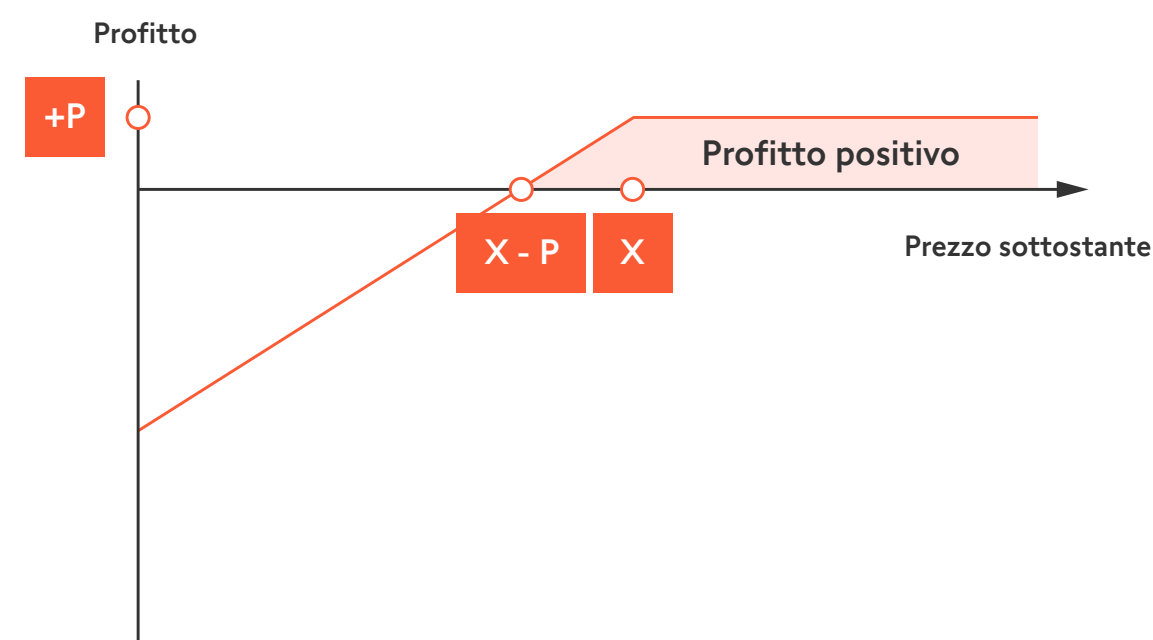 Profitto
+P
Profitto positivo
X - P
X
Prezzo sottostante